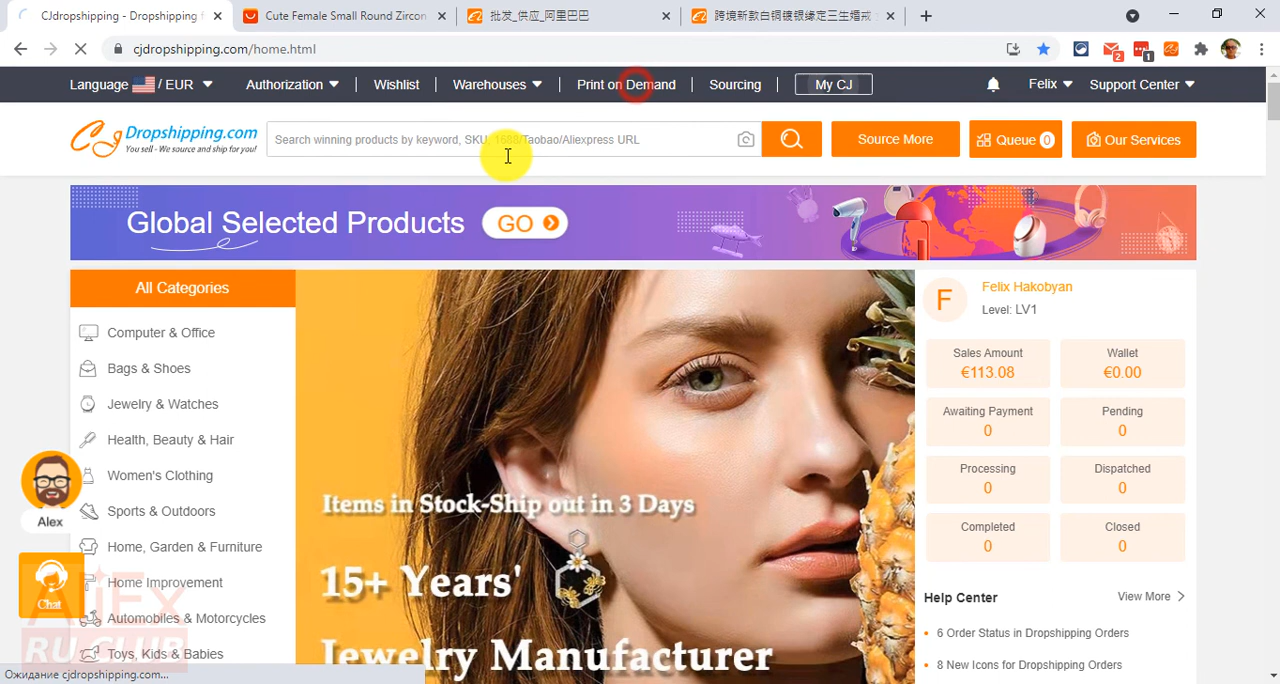 CJdropshipping - Dropshipping f
Cute Female Small Round Zircon
批发_供应_阿里巴巴
跨境新款白铜镀银缘定三生婚戒
cjdropshipping.com/home.html
2
1
Language / EUR
Authorization
Wishlist
Warehouses
Print on Demand
Sourcing
My CJ
Felix
Support Center
CJ Dropshipping.com
You sell - We source and ship for you!
Search winning products by keyword, SKU, 1688/Taobao/Aliexpress URL
Source More
Queue 0
Our Services
Global Selected Products
GO
All Categories
Computer & Office
Bags & Shoes
Jewelry & Watches
Health, Beauty & Hair
Women's Clothing
Sports & Outdoors
Home, Garden & Furniture
Home Improvement
Automobiles & Motorcycles
Toys, Kids & Babies
Alex
Chat
ALIEX
RU.CLUB
Items in Stock-Ship out in 3 Days
15+ Years'
Jewelry Manufacturer
F
Felix Hakobyan
Level: LV1
Sales Amount
€113.08
Wallet
€0.00
Awaiting Payment
0
Pending
0
Processing
0
Dispatched
0
Completed
0
Closed
0
Help Center
View More
6 Order Status in Dropshipping Orders
8 New Icons for Dropshipping Orders
Ожидание cjdropshipping.com...